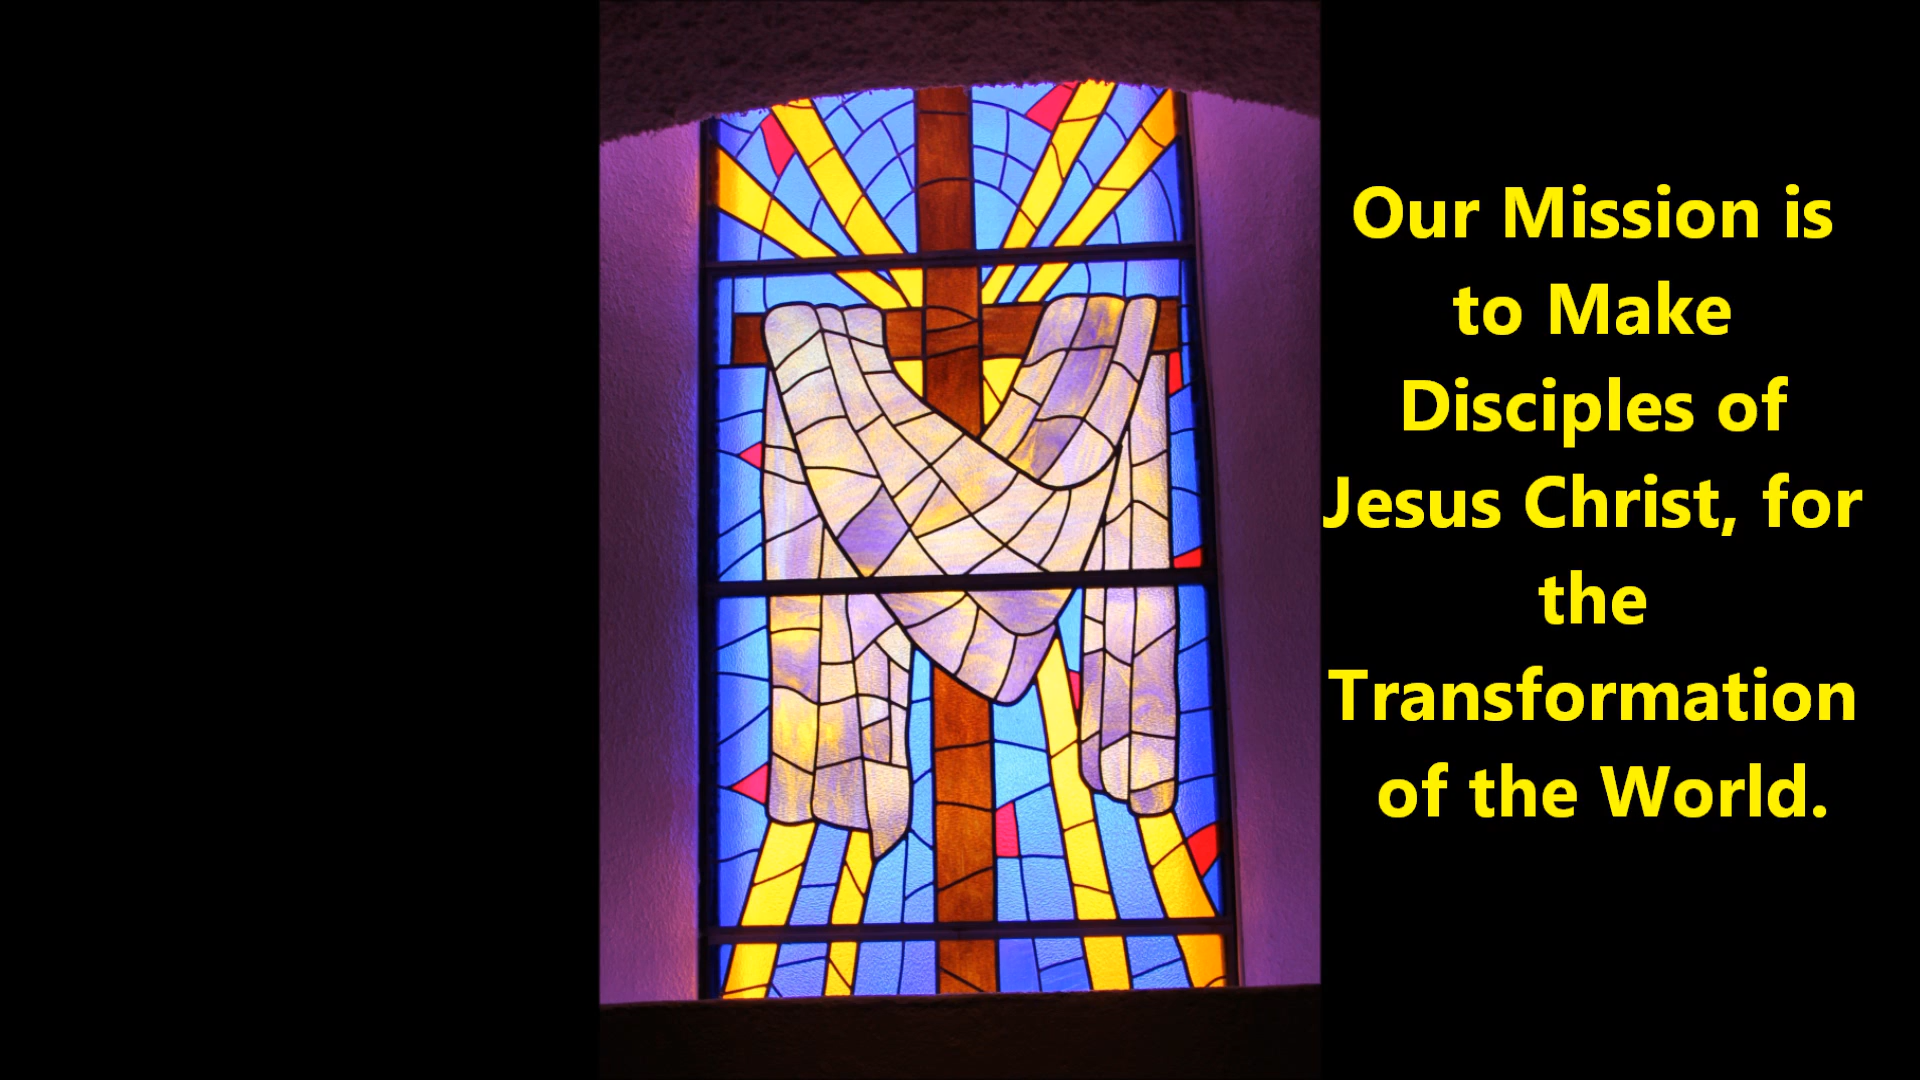 Our Mission is
to Make
Disciples of
Jesus Christ, for
the
Transformation
of the World.